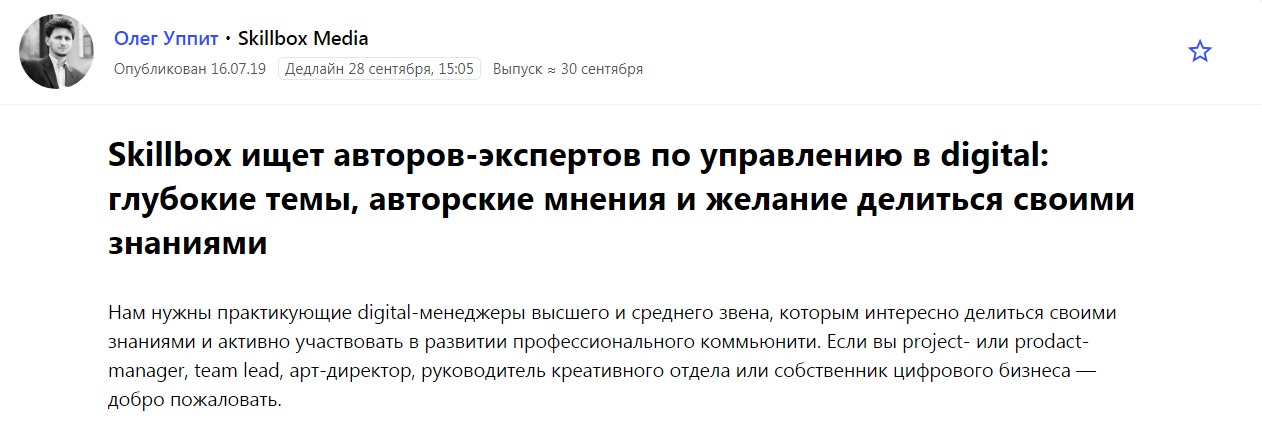 Олег Уппит • Skillbox Media
Опубликован 16.07.19 Дедлайн 28 сентября, 15:05 Выпуск ≈ 30 сентября
Skillbox ищет авторов-экспертов по управлению в digital:
глубокие темы, авторские мнения и желание делиться своими
знаниями
Нам нужны практикующие digital-менеджеры высшего и среднего звена, которым интересно делиться своими
знаниями и активно участвовать в развитии профессионального коммьюнити. Если вы project- или prodact-
manager, team lead, арт-директор, руководитель креативного отдела или собственник цифрового бизнеса —
добро пожаловать.